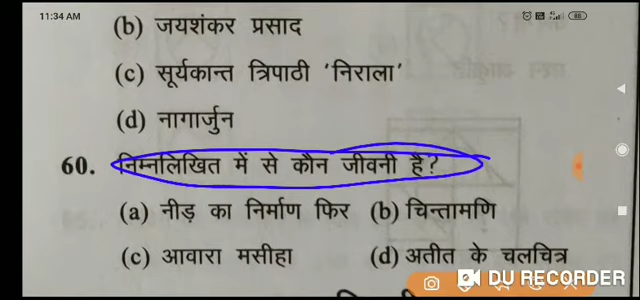 11:34 AM
(b) जयशंकर प्रसाद
(c) सूर्यकान्त त्रिपाठी 'निराला'
(d) नागार्जुन
60. निम्नलिखित में से कौन जीवनी है?
(a) नीड़ का निर्माण फिर (b) चिन्तामणि
(c) आवारा मसीहा (d) अतीत के चलचित्र
DU RECORDER